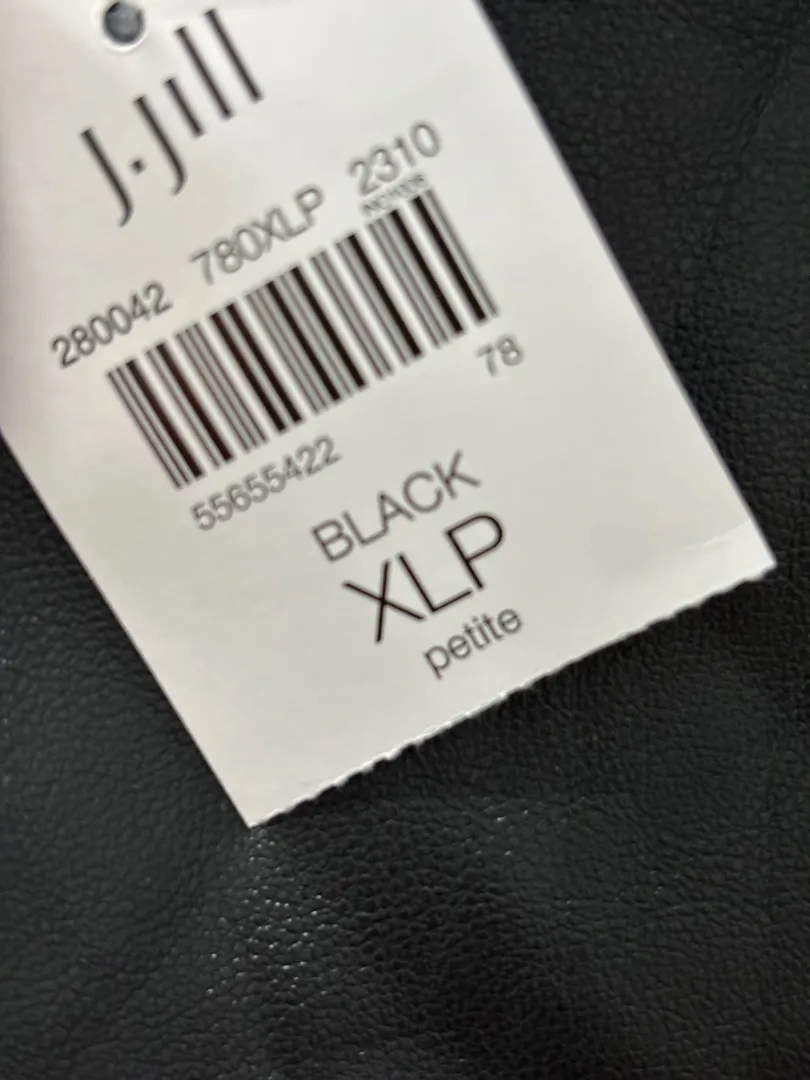 J.Jill
280042 780XLP 2310
78
55655422
BLACK
XLP
petite